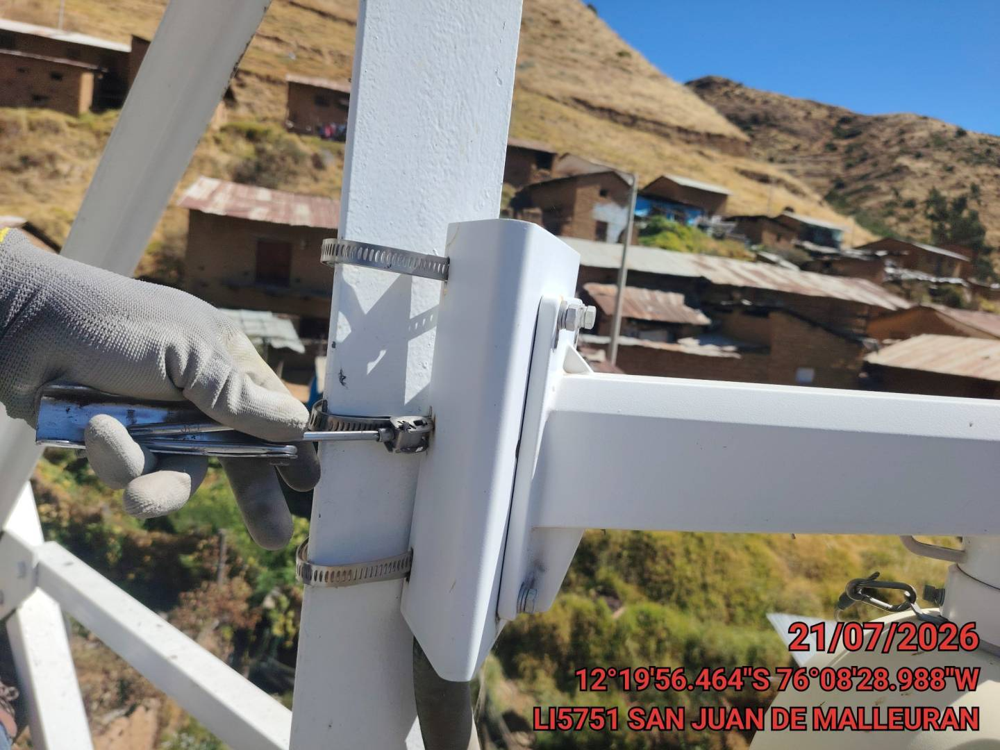 21/07/2026
12°19'56.464"S 76°08'28.988"W
LI5751 SAN JUAN DE MALLEURAN